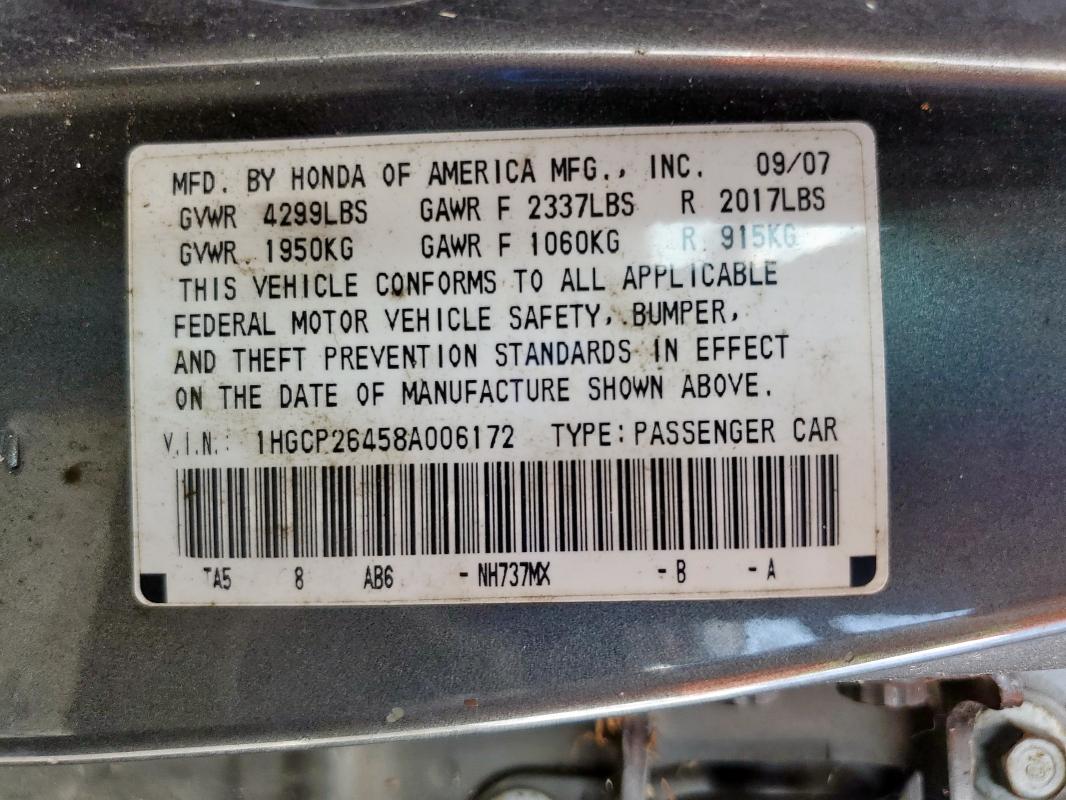 MFD. BY HONDA OF AMERICA MFG., INC. 09/07
GVWR 4299LBS GAWR F 2337LBS R 2017LBS
GVWR 1950KG GAWR F 1060KG R 915KG
THIS VEHICLE CONFORMS TO ALL APPLICABLE
FEDERAL MOTOR VEHICLE SAFETY, BUMPER,
AND THEFT PREVENTION STANDARDS IN EFFECT
ON THE DATE OF MANUFACTURE SHOWN ABOVE.
V.I.N.: 1HGCP26458A006172 TYPE:PASSENGER CAR
TA5 8 AB6 -NH737MX -B -A